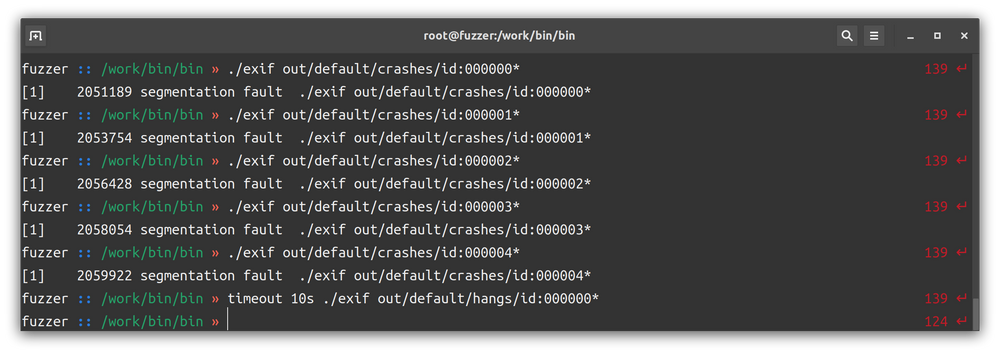 root@fuzzer:/work/bin/bin
fuzzer :: /work/bin/bin » ./exif out/default/crashes/id:000000* 139 ↵
[1]    2051189 segmentation fault  ./exif out/default/crashes/id:000000*
fuzzer :: /work/bin/bin » ./exif out/default/crashes/id:000001* 139 ↵
[1]    2053754 segmentation fault  ./exif out/default/crashes/id:000001*
fuzzer :: /work/bin/bin » ./exif out/default/crashes/id:000002* 139 ↵
[1]    2056428 segmentation fault  ./exif out/default/crashes/id:000002*
fuzzer :: /work/bin/bin » ./exif out/default/crashes/id:000003* 139 ↵
[1]    2058054 segmentation fault  ./exif out/default/crashes/id:000003*
fuzzer :: /work/bin/bin » ./exif out/default/crashes/id:000004* 139 ↵
[1]    2059922 segmentation fault  ./exif out/default/crashes/id:000004*
fuzzer :: /work/bin/bin » timeout 10s ./exif out/default/hangs/id:000000* 139 ↵
fuzzer :: /work/bin/bin » 124 ↵